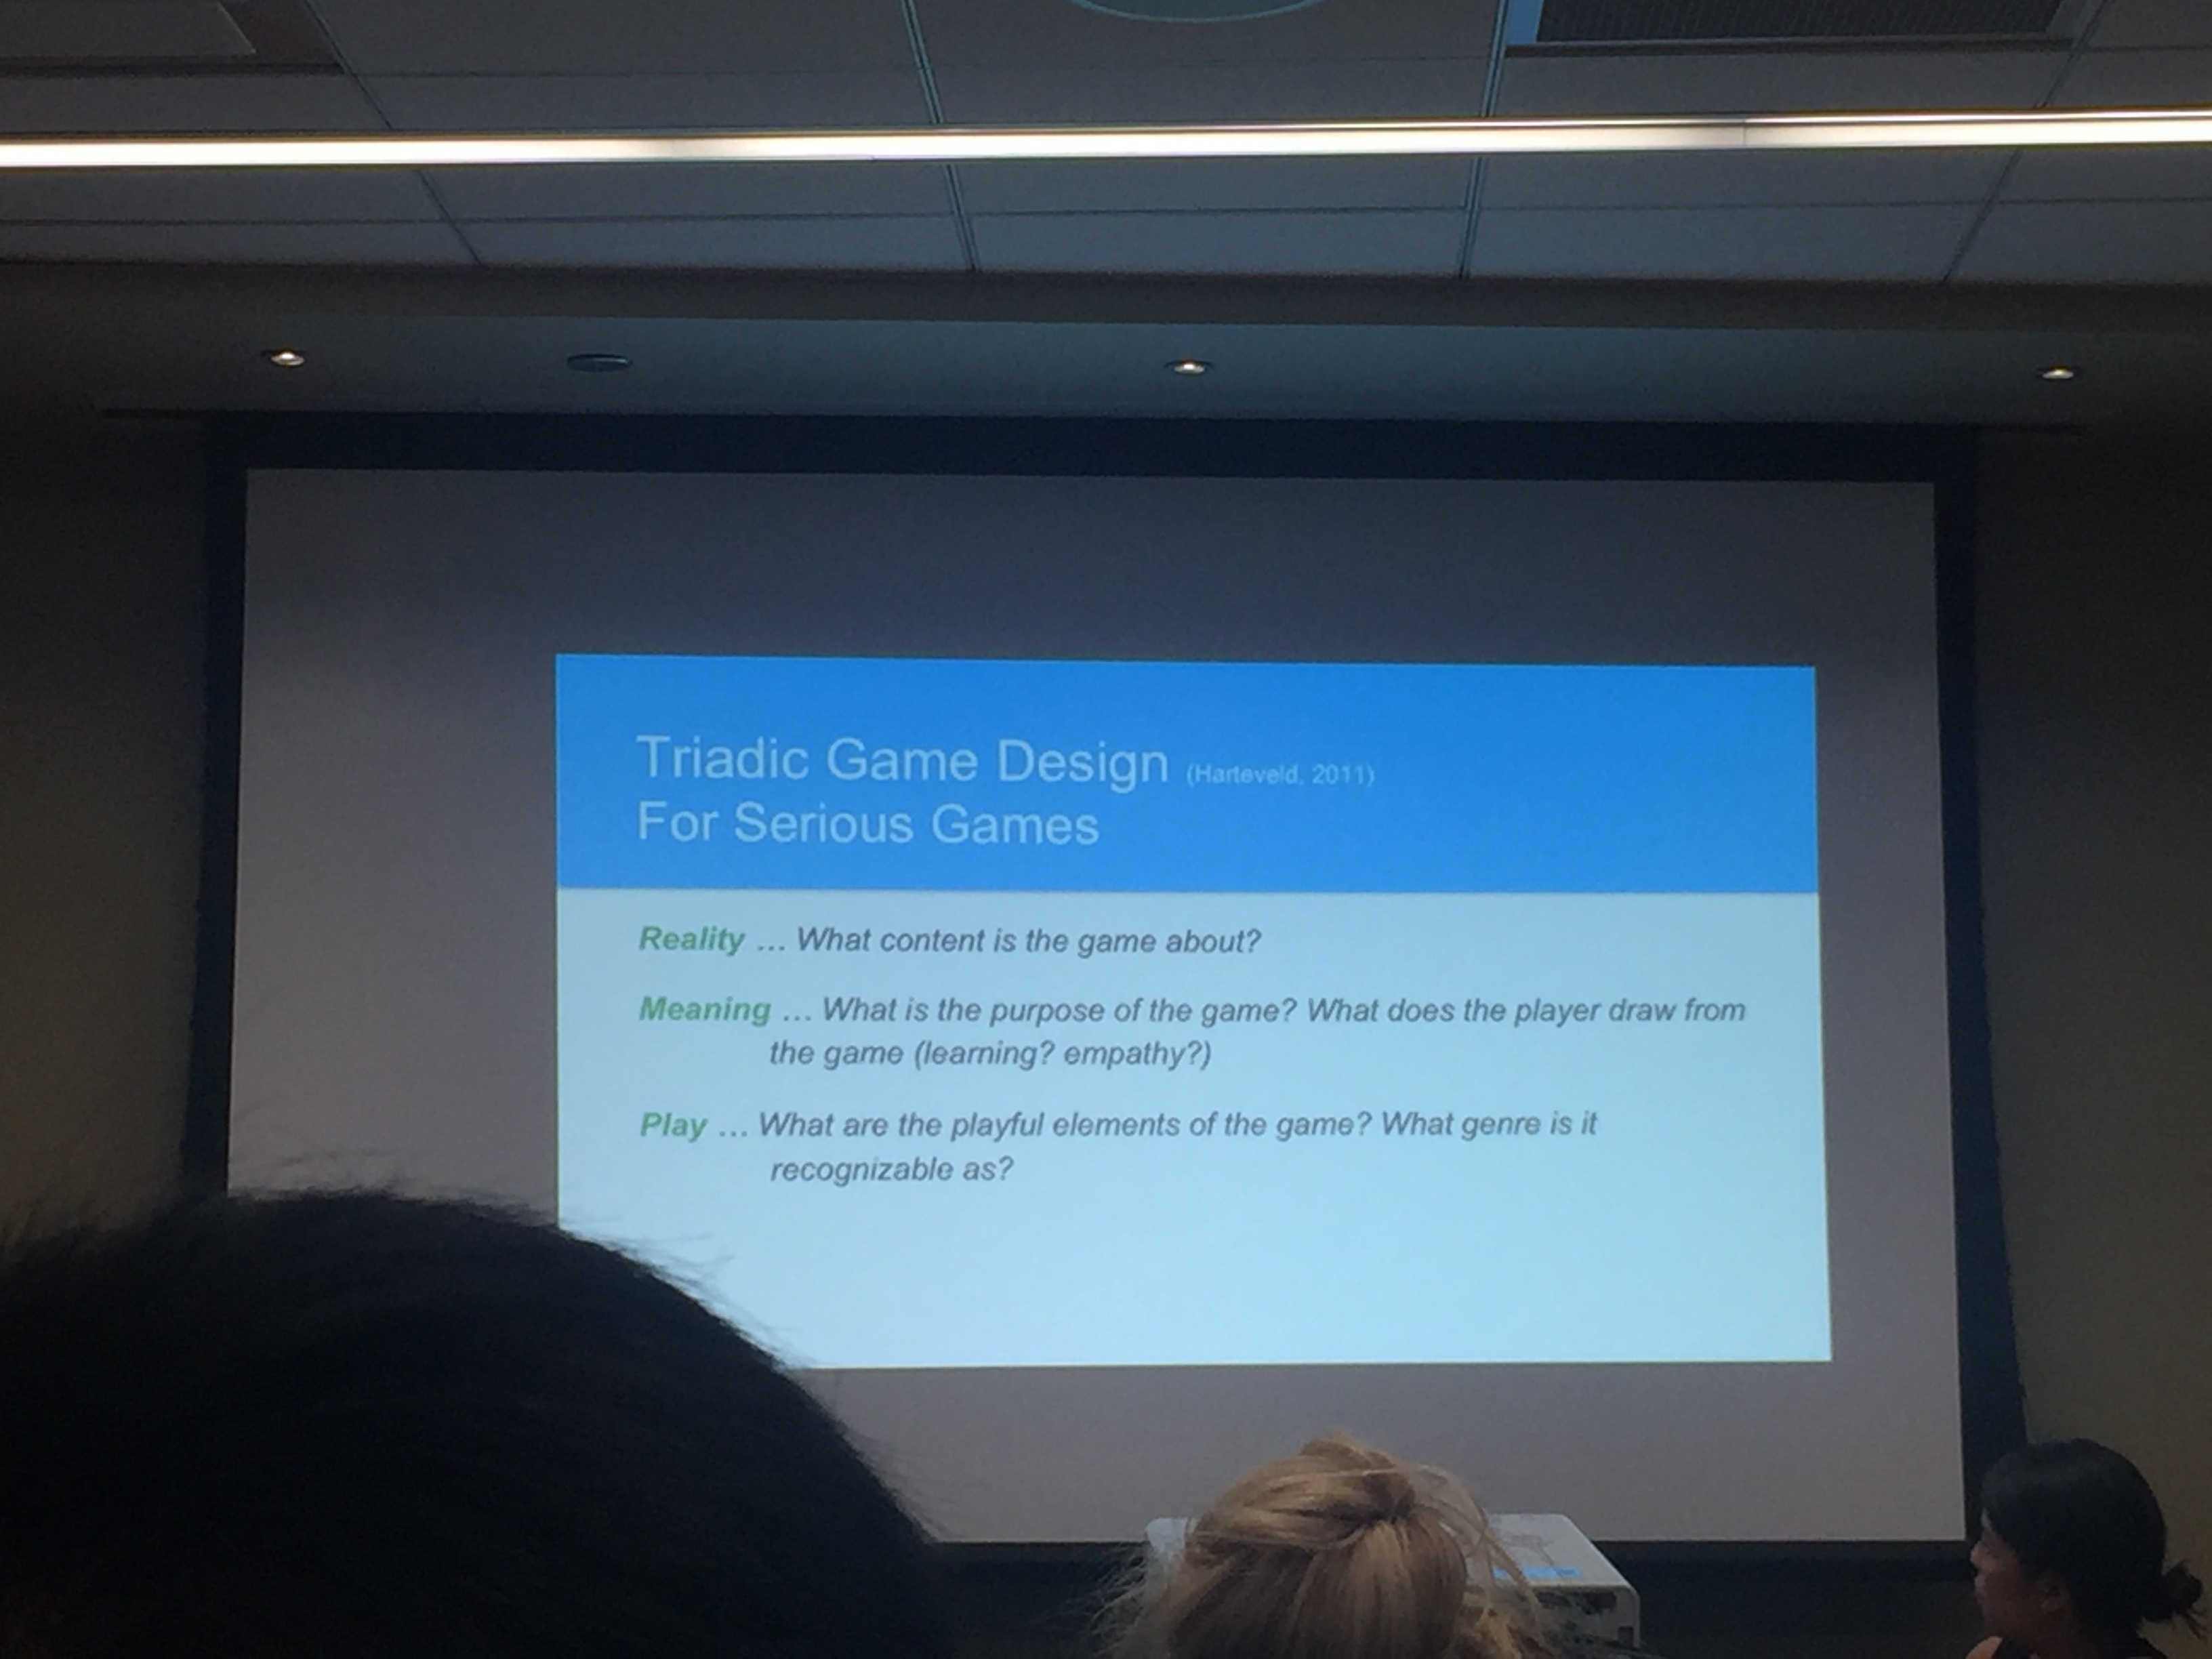 Triadic Game Design (Harteveld, 2011)
For Serious Games
Reality ... What content is the game about?
Meaning ... What is the purpose of the game? What does the player draw from
the game (learning? empathy?)
Play ... What are the playful elements of the game? What genre is it
recognizable as?